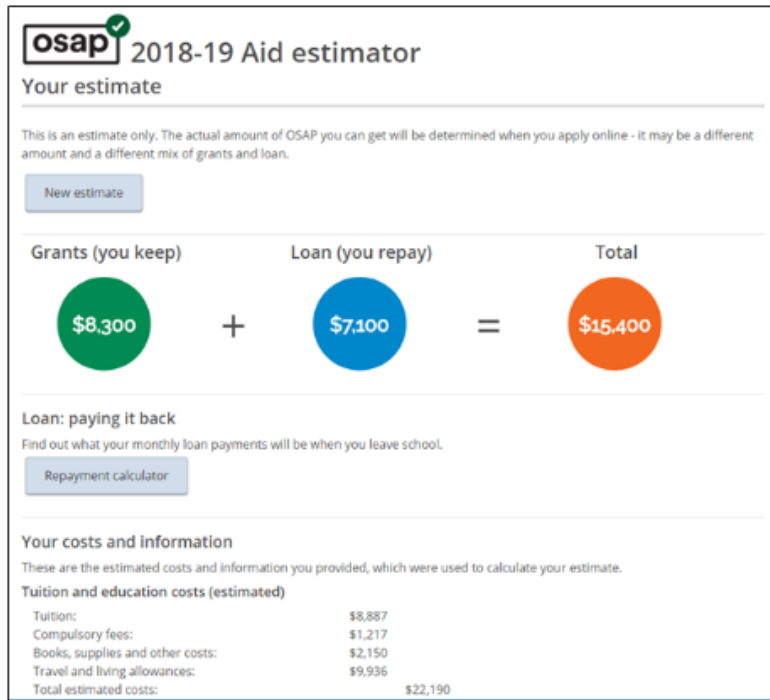 osap 2018-19 Aid estimator
Your estimate
This is an estimate only. The actual amount of OSAP you can get will be determined when you apply online - it may be a different
amount and a different mix of grants and loan.
New estimate
Grants (you keep) Loan (you repay) Total
$8,300 + $7,100 = $15,400
Loan: paying it back
Find out what your monthly loan payments will be when you leave school.
Repayment calculator
Your costs and information
These are the estimated costs and information you provided, which were used to calculate your estimate.
Tuition and education costs (estimated)
Tuition: $8,887
Compulsory fees: $1,217
Books, supplies and other costs: $2,150
Travel and living allowances: $9,936
Total estimated costs: $22,190